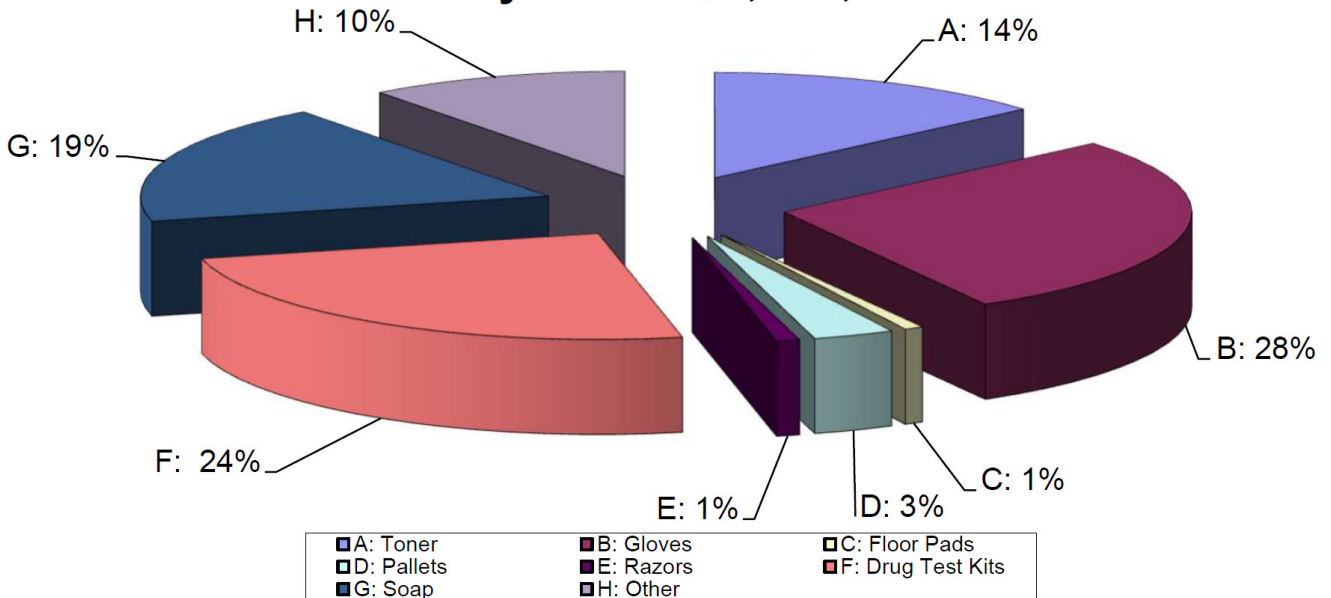 H: 10%
A: 14%
G: 19%
B: 28%
F: 24%
C: 1%
E: 1%
D: 3%
A: Toner
B: Gloves
C: Floor Pads
D: Pallets
E: Razors
F: Drug Test Kits
G: Soap
H: Other